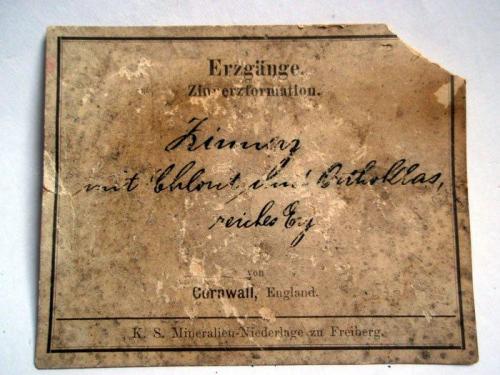 Erzgänge.
Zinnerzformation.
Zinnerz
mit Chlorit und Orthoklas,
reiches Erz
von
Cornwall, England.
K. S. Mineralien-Niederlage zu Freiberg.